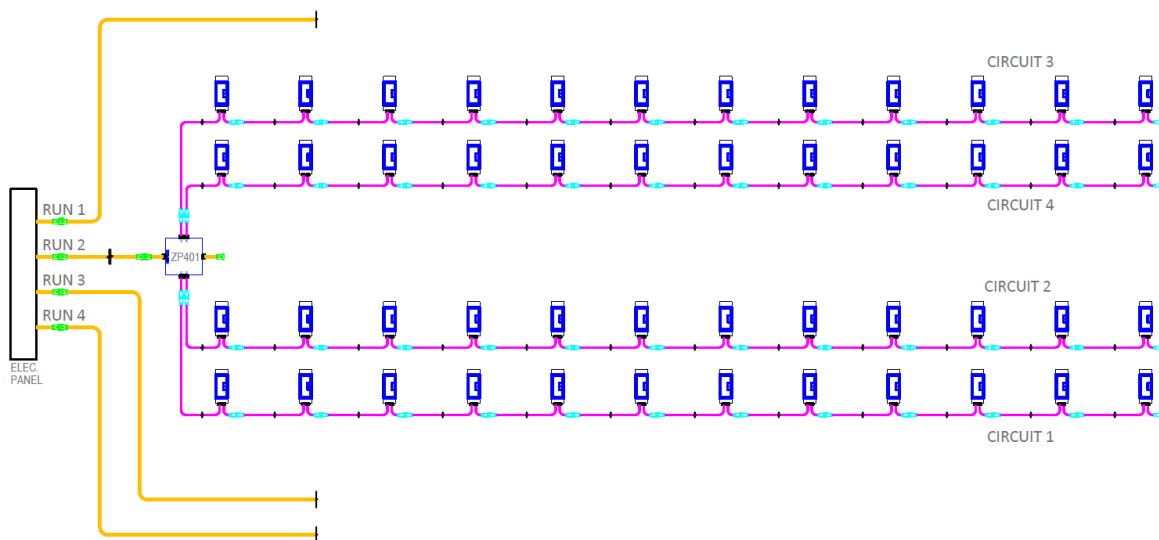 CIRCUIT 3
CIRCUIT 4
RUN 1
RUN 2
ZP401
RUN 3
CIRCUIT 2
RUN 4
ELEC.
PANEL
CIRCUIT 1